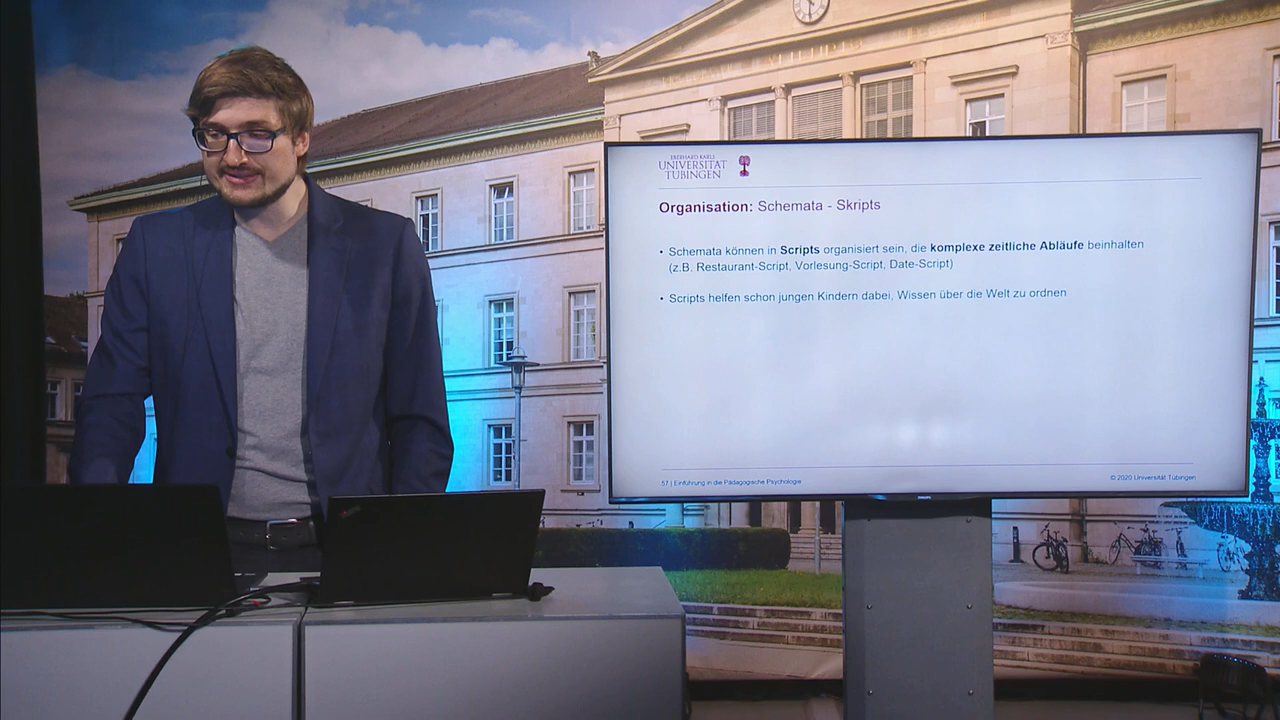 EBERHARD KARLS
UNIVERSITÄT
TÜBINGEN
Organisation: Schemata - Skripts
• Schemata können in Scripts organisiert sein, die komplexe zeitliche Abläufe beinhalten
(z.B. Restaurant-Script, Vorlesung-Script, Date-Script)
• Scripts helfen schon jungen Kindern dabei, Wissen über die Welt zu ordnen
57 | Einführung in die Pädagogische Psychologie
© 2020 Universität Tübingen
PHILIPS